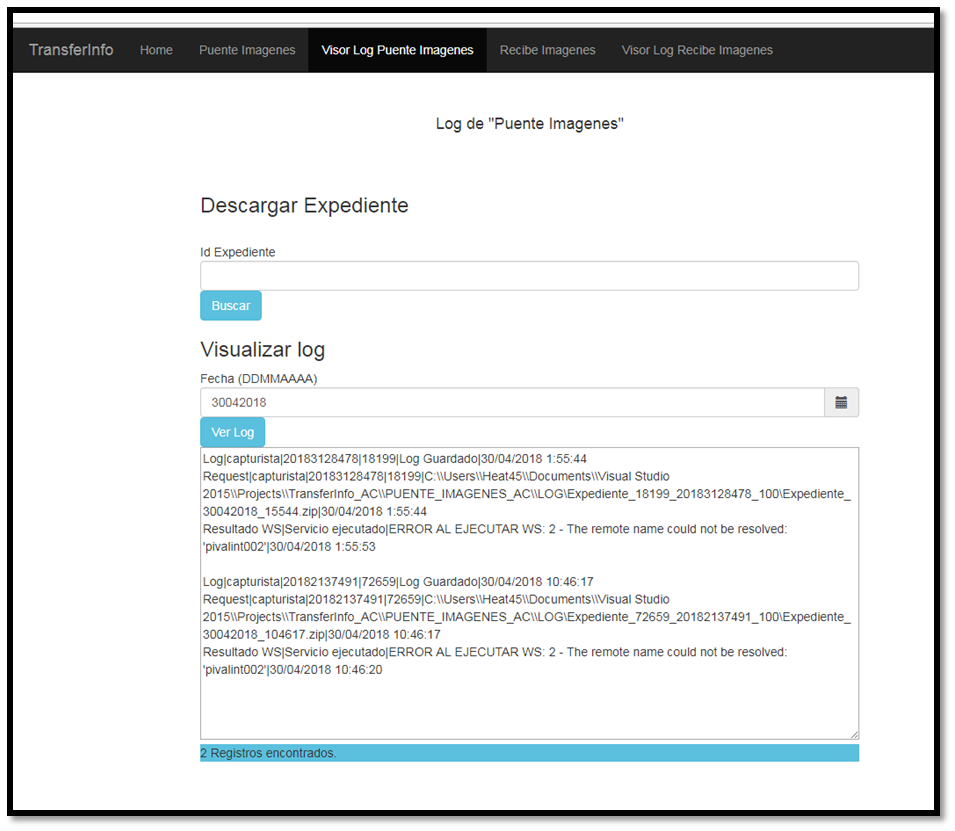 TransferInfo Home Puente Imagenes Visor Log Puente Imagenes Recibe Imagenes Visor Log Recibe Imagenes
Log de "Puente Imagenes"
Descargar Expediente
Id Expediente
Buscar
Visualizar log
Fecha (DDMMAAAA)
30042018
Ver Log
Log|capturista|20183128478|18199|Log Guardado|30/04/2018 1:55:44
Request|capturista|20183128478|18199|C:\\Users\\Heat45\\Documents\\Visual Studio
2015\\Projects\\TransferInfo_AC\\PUENTE_IMAGENES_AC\\LOG\Expediente_18199_20183128478_100\Expediente_
30042018_15544.zip|30/04/2018 1:55:44
Resultado WS|Servicio ejecutado|ERROR AL EJECUTAR WS: 2 - The remote name could not be resolved:
'pivalint002'|30/04/2018 1:55:53
Log|capturista|20182137491|72659|Log Guardado|30/04/2018 10:46:17
Request|capturista|20182137491|72659|C:\\Users\\Heat45\\Documents\\Visual Studio
2015\\Projects\\TransferInfo_AC\\PUENTE_IMAGENES_AC\\LOG\Expediente_72659_20182137491_100\Expediente_
30042018_104617.zip|30/04/2018 10:46:17
Resultado WS|Servicio ejecutado|ERROR AL EJECUTAR WS: 2 - The remote name could not be resolved:
'pivalint002'|30/04/2018 10:46:20
2 Registros encontrados.